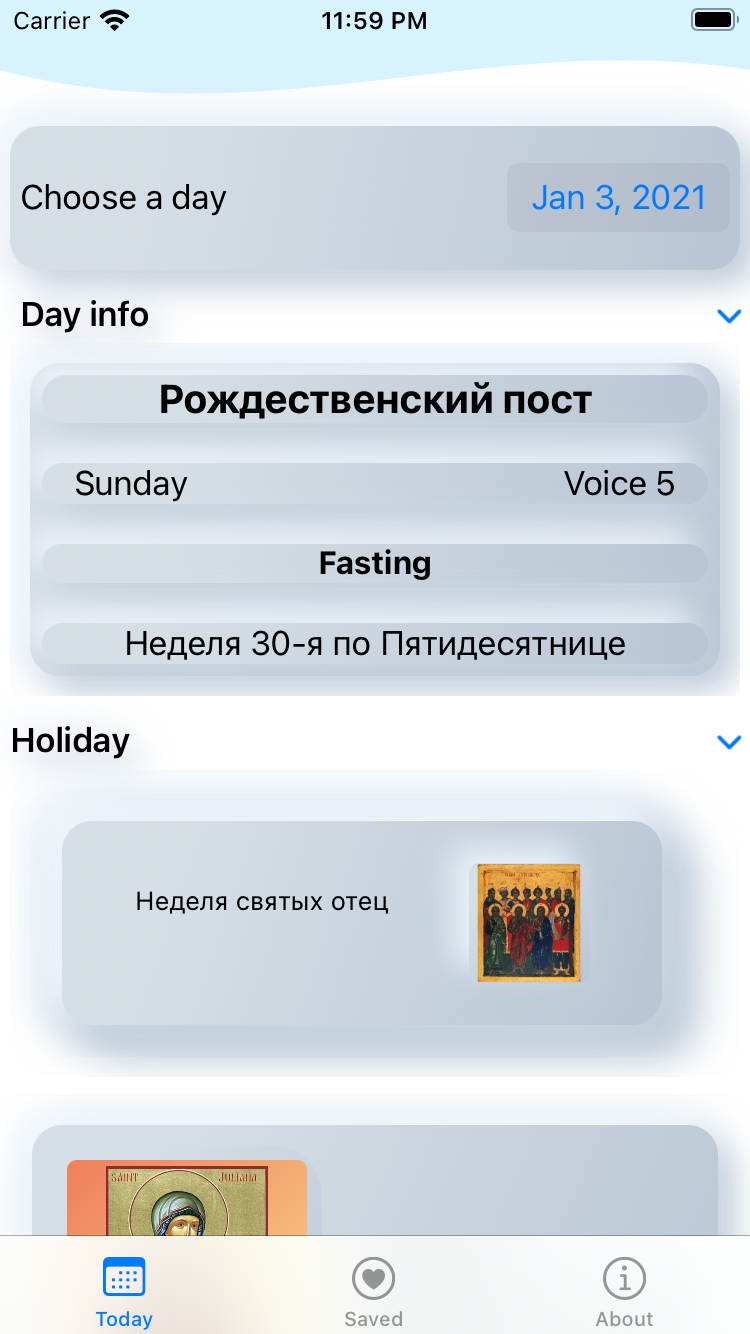 Carrier 11:59 PM
Choose a day Jan 3, 2021
Day info
Рождественский пост
Sunday Voice 5
Fasting
Неделя 30-я по Пятидесятнице
Holiday
Неделя святых отец
SAINT JULIANA
Today Saved About